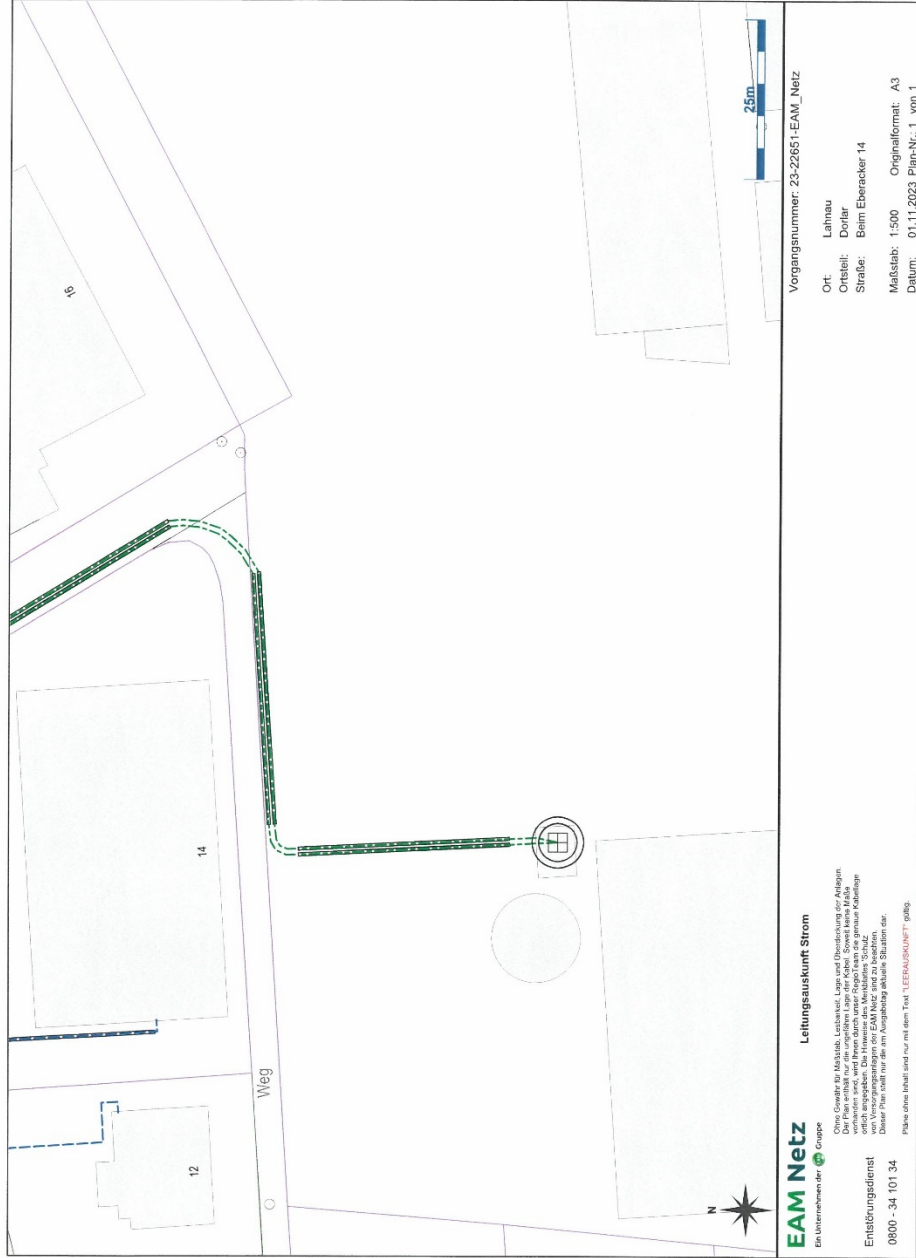 16
14
12
Weg
25m
N
EAM Netz
Ein Unternehmen der EAM Gruppe
Entstörungsdienst
0800 - 34 101 34
Leitungsauskunft Strom
Ohne Gewähr für Maßstab, Lesbarkeit, Lage und Überdeckung der Anlagen.
Der Plan enthält nur die ungefähre Lage der Kabel. Soweit keine Maße
vorhanden sind, wird Ihnen durch unser RegioTeam die genaue Kabellage
örtlich angegeben. Die Hinweise des Merkblattes "Schutz
von Versorgungsanlagen der EAM Netz" sind zu beachten.
Dieser Plan stellt nur die am Ausgabetag aktuelle Situation dar.
Pläne ohne Inhalt sind nur mit dem Text "LEERAUSKUNFT" gültig.
Vorgangsnummer: 23-22651-EAM_Netz
Ort: Lahnau
Ortsteil: Dorlar
Straße: Beim Eberacker 14
Maßstab: 1:500 Originalformat: A3
Datum: 01.11.2023 Plan-Nr.: 1 von 1